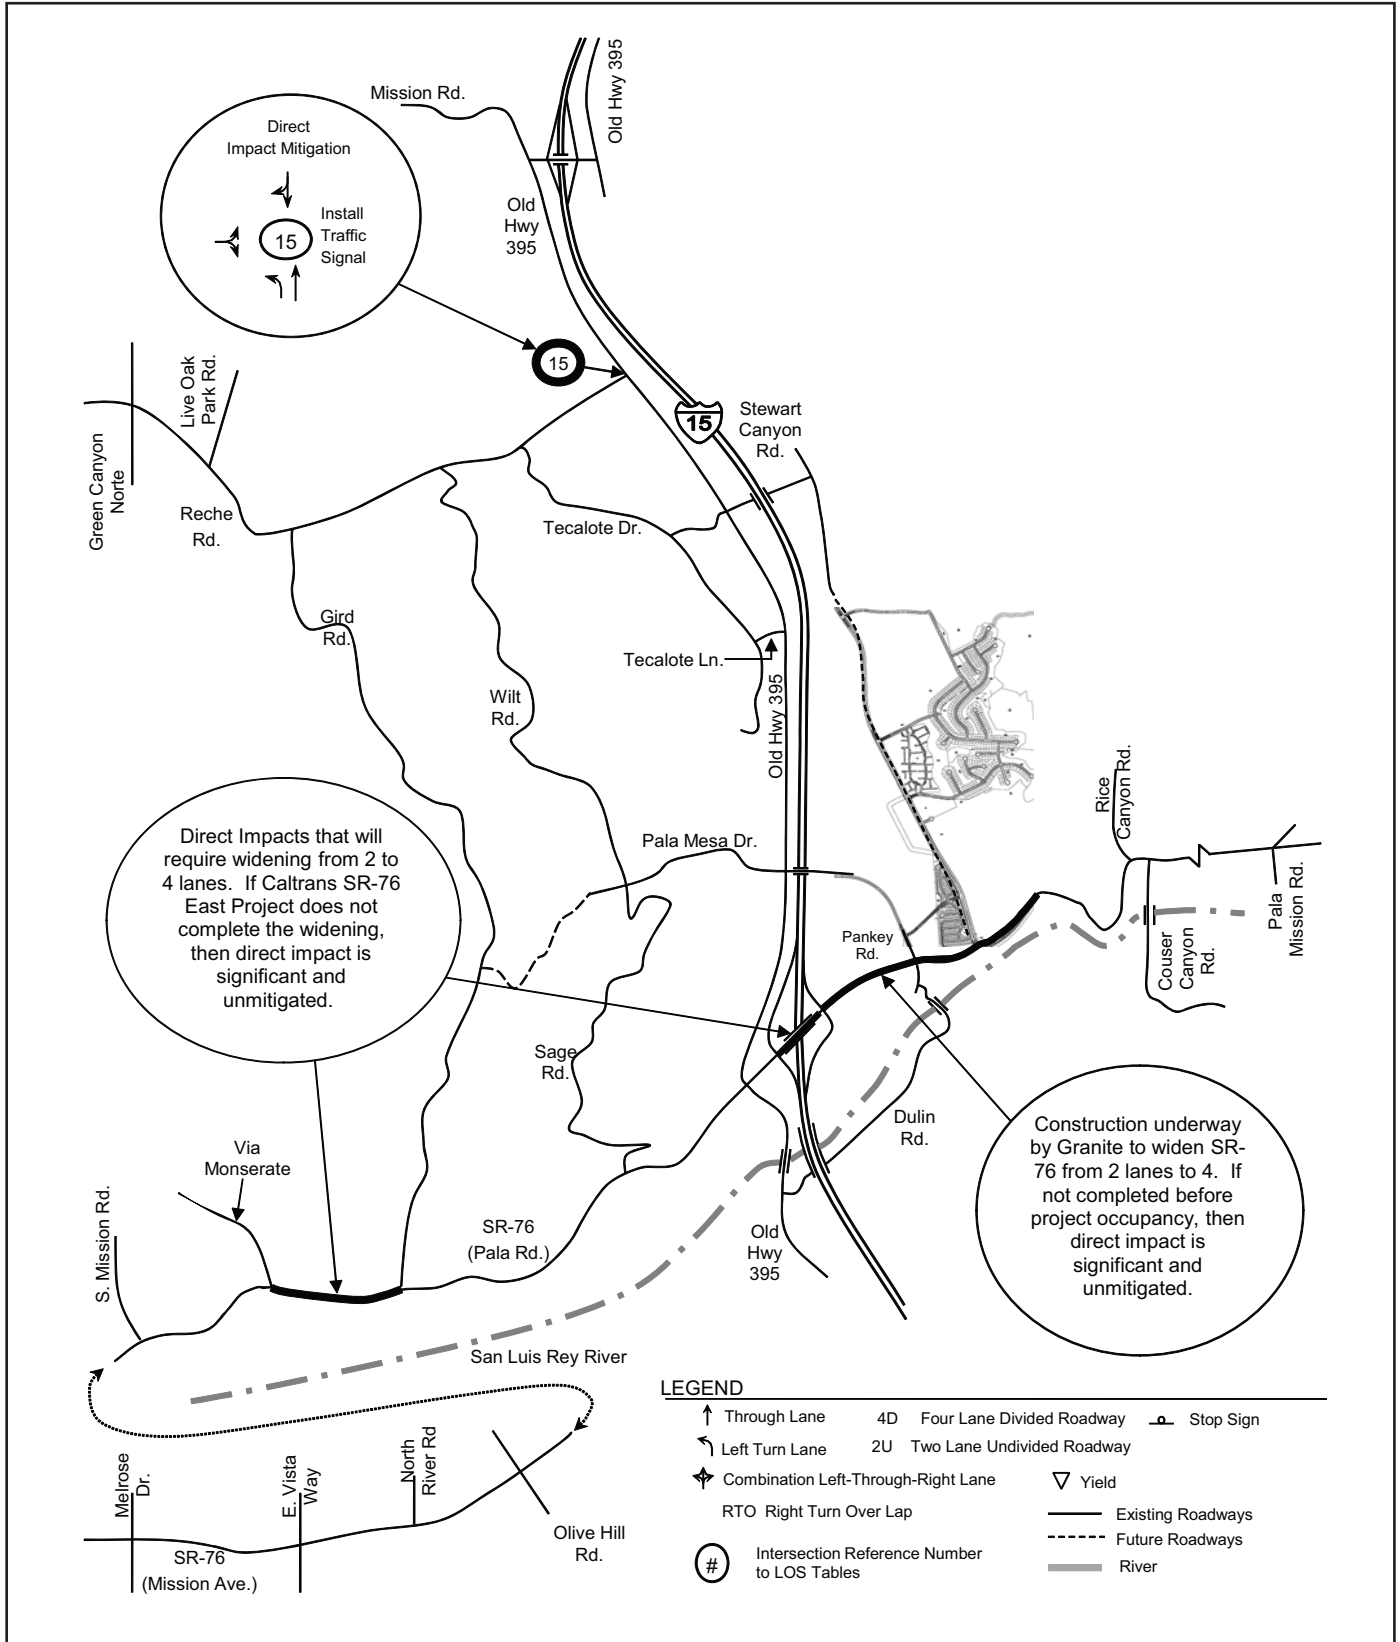 Old Hwy 395
Mission Rd.
Direct
Impact Mitigation
15
Install
Traffic
Signal
Old
Hwy
395
15
Live Oak
Park Rd.
15
Stewart
Canyon
Rd.
Green Canyon
Norte
Reche
Rd.
Tecalote Dr.
Gird
Rd.
Tecalote Ln.
Wilt
Rd.
Old Hwy 395
Rice
Canyon Rd.
Direct Impacts that will
require widening from 2 to
4 lanes.  If Caltrans SR-76
East Project does not
complete the widening,
then direct impact is
significant and
unmitigated.
Pala Mesa Dr.
Pankey
Rd.
Couser
Canyon
Rd.
Pala
Mission Rd.
Sage
Rd.
Dulin
Rd.
Construction underway
by Granite to widen SR-
76 from 2 lanes to 4.  If
not completed before
project occupancy, then
direct impact is
significant and
unmitigated.
Via
Monserate
S. Mission Rd.
SR-76
(Pala Rd.)
Old
Hwy
395
San Luis Rey River
Melrose
Dr.
E. Vista
Way
North
River Rd
Olive Hill
Rd.
SR-76
(Mission Ave.)
LEGEND
Through Lane
4D Four Lane Divided Roadway
Stop Sign
Left Turn Lane
2U Two Lane Undivided Roadway
Combination Left-Through-Right Lane
Yield
RTO Right Turn Over Lap
Existing Roadways
Future Roadways
# Intersection Reference Number
to LOS Tables
River